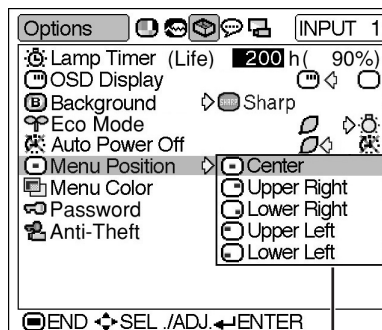 Options INPUT 1
Lamp Timer (Life) 200 h ( 90%)
OSD Display
B Background Sharp
Eco Mode
Auto Power Off
Menu Position Center
Menu Color Upper Right
Password Lower Right
Anti-Theft Upper Left
Lower Left
END SEL./ADJ. ENTER